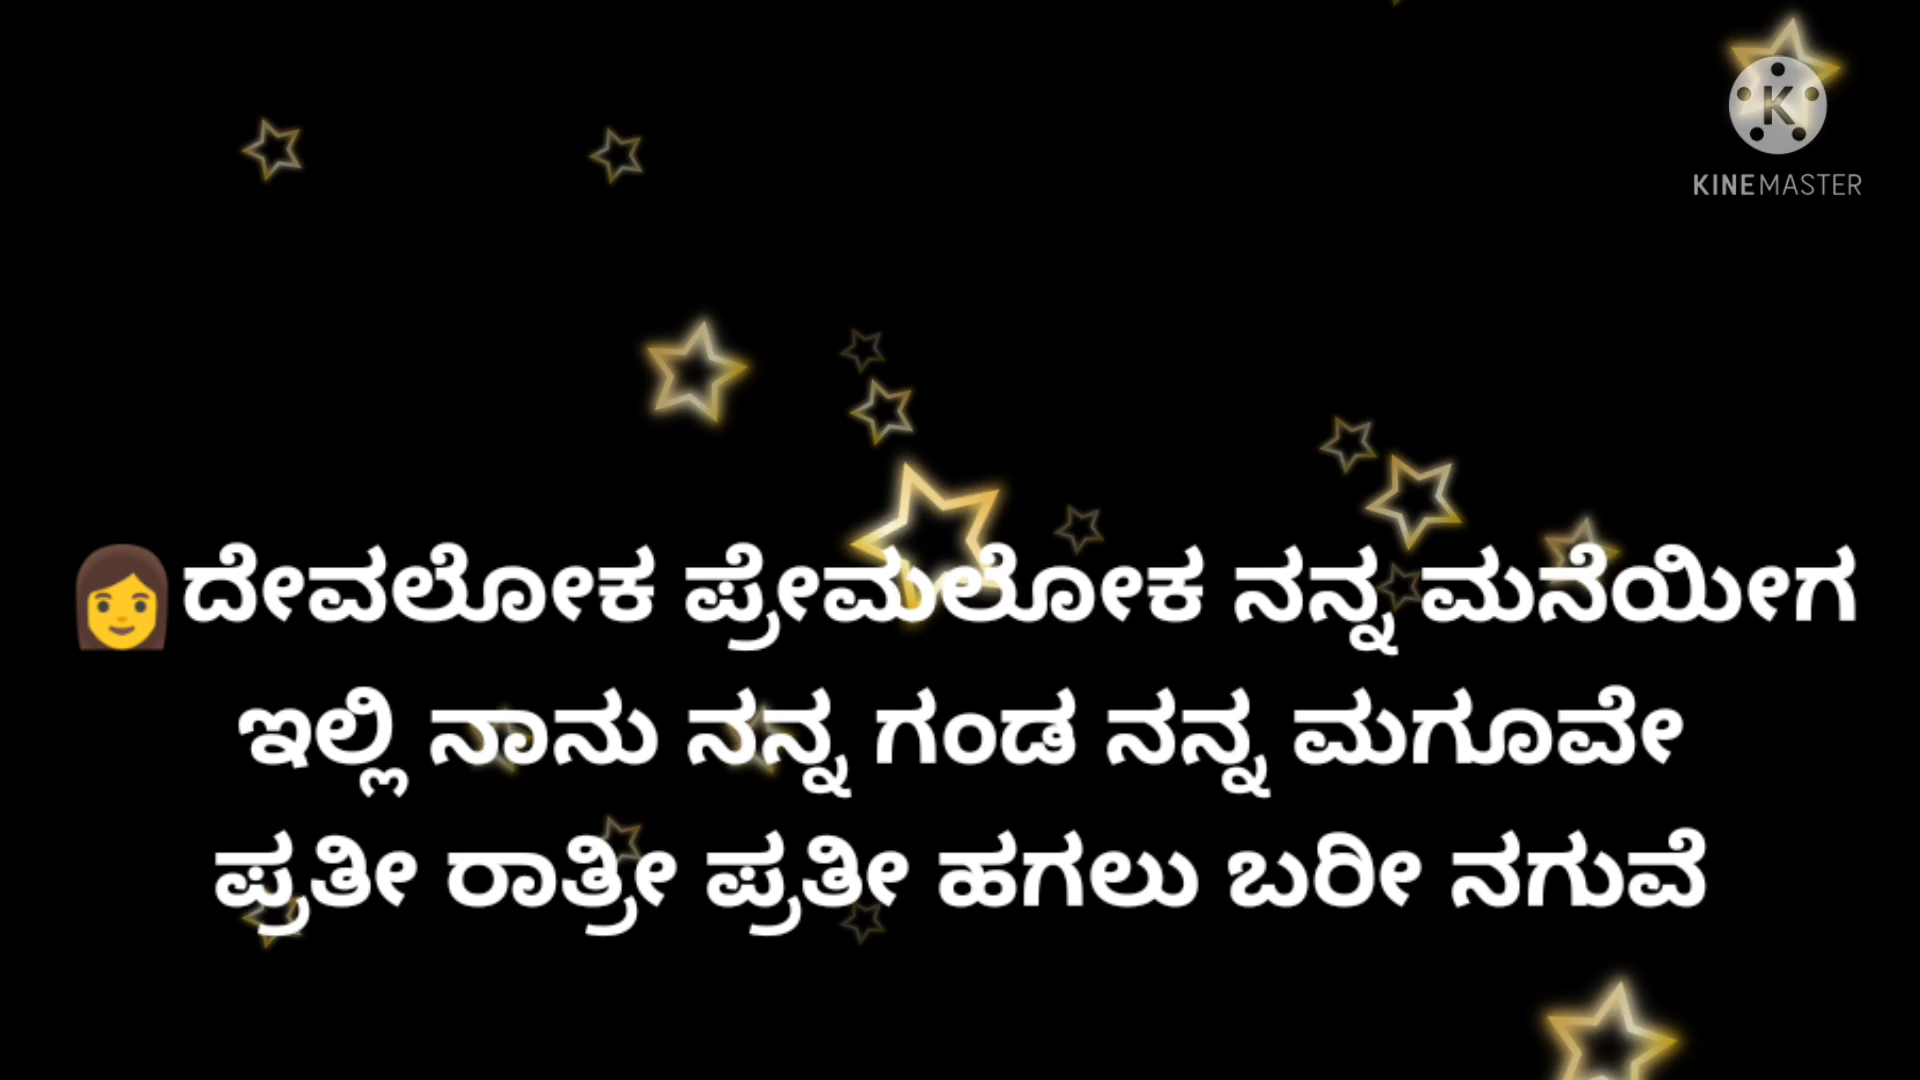 KINEMASTER
👩ದೇವಲೋಕ ಪ್ರೇಮಲೋಕ ನನ್ನ ಮನೆಯೀಗ
ಇಲ್ಲಿ ನಾನು ನನ್ನ ಗಂಡ ನನ್ನ ಮಗೂವೇ
ಪ್ರತೀ ರಾತ್ರೀ ಪ್ರತೀ ಹಗಲು ಬರೀ ನಗುವೆ